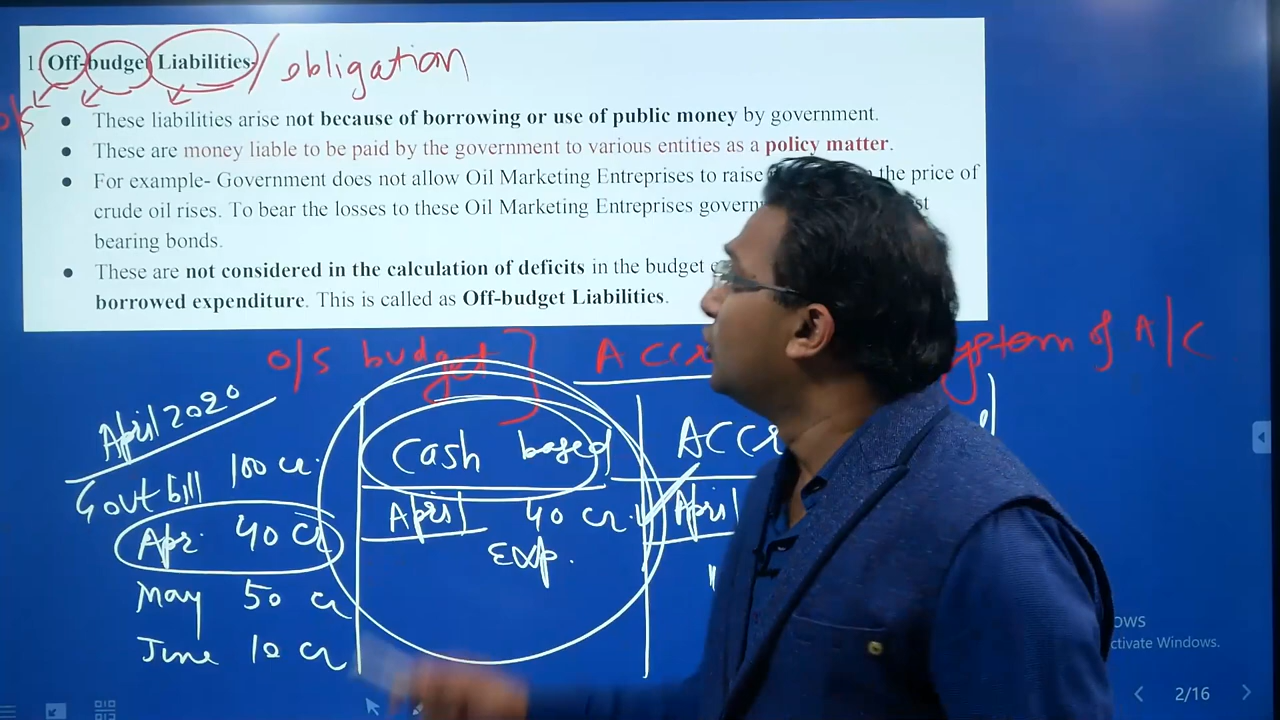 1. Off-budget Liabilities- / obligation
o/s
These liabilities arise not because of borrowing or use of public money by government.
These are money liable to be paid by the government to various entities as a policy matter.
For example- Government does not allow Oil Marketing Entreprises to raise the price of
crude oil rises. To bear the losses to these Oil Marketing Entreprises
bearing bonds.
These are not considered in the calculation of deficits in the budget
borrowed expenditure. This is called as Off-budget Liabilities.
o/s budget of A/C
April 2020
Govt bill 100 cr.
Apr. 40 cr
May 50 cr
June 10 cr
Cash based
April 40 cr.
Exp.
April
2/16